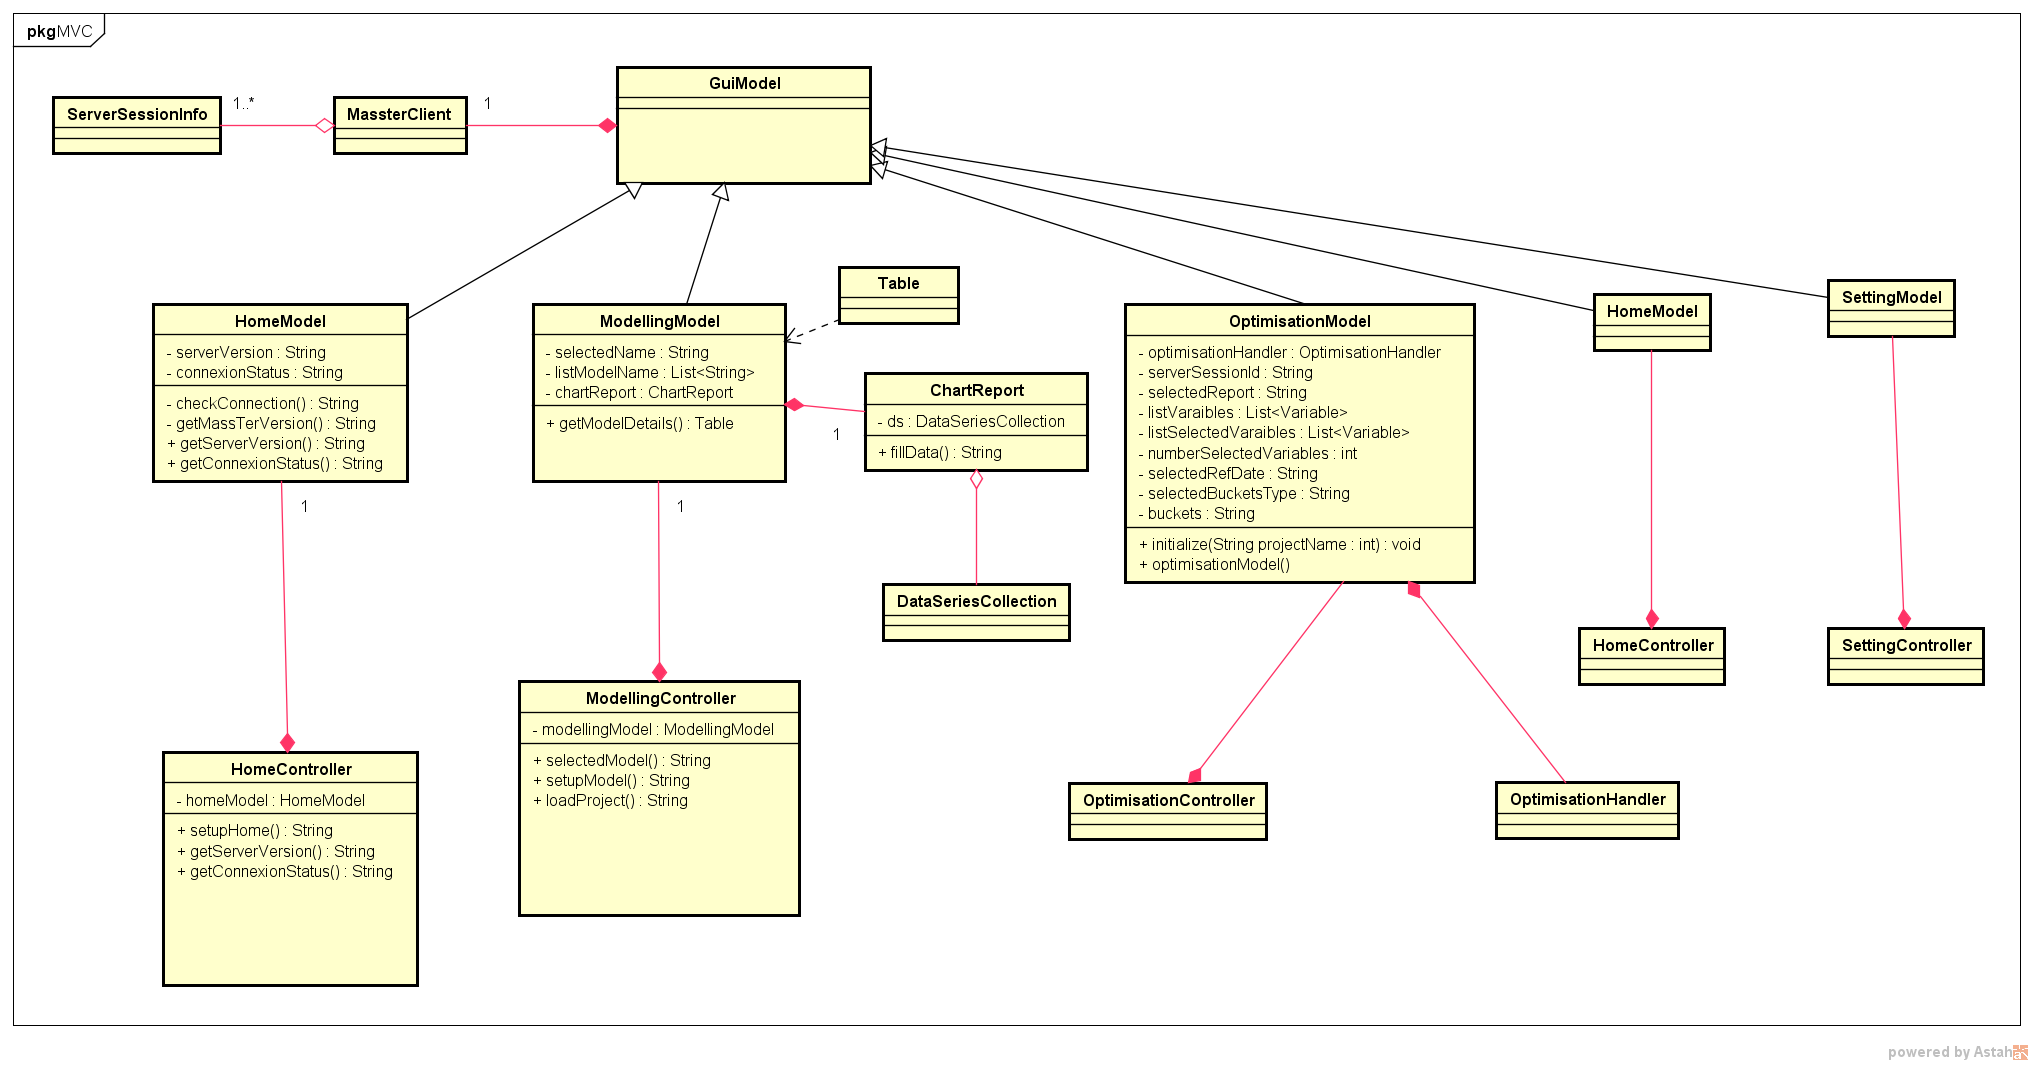 pkgMVC
ServerSessionInfo
1..*
MassterClient
1
GuiModel
Table
HomeModel
- serverVersion : String
- connexionStatus : String
- checkConnection() : String
- getMassTerVersion() : String
+ getServerVersion() : String
+ getConnexionStatus() : String
1
ModellingModel
- selectedName : String
- listModelName : List<String>
- chartReport : ChartReport
+ getModelDetails() : Table
1
1
ChartReport
- ds : DataSeriesCollection
+ fillData() : String
DataSeriesCollection
OptimisationModel
- optimisationHandler : OptimisationHandler
- serverSessionId : String
- selectedReport : String
- listVaraibles : List<Variable>
- listSelectedVaraibles : List<Variable>
- numberSelectedVariables : int
- selectedRefDate : String
- selectedBucketsType : String
- buckets : String
+ initialize(String projectName : int) : void
+ optimisationModel()
HomeModel
SettingModel
HomeController
SettingController
HomeController
- homeModel : HomeModel
+ setupHome() : String
+ getServerVersion() : String
+ getConnexionStatus() : String
ModellingController
- modellingModel : ModellingModel
+ selectedModel() : String
+ setupModel() : String
+ loadProject() : String
OptimisationController
OptimisationHandler
powered by Astah